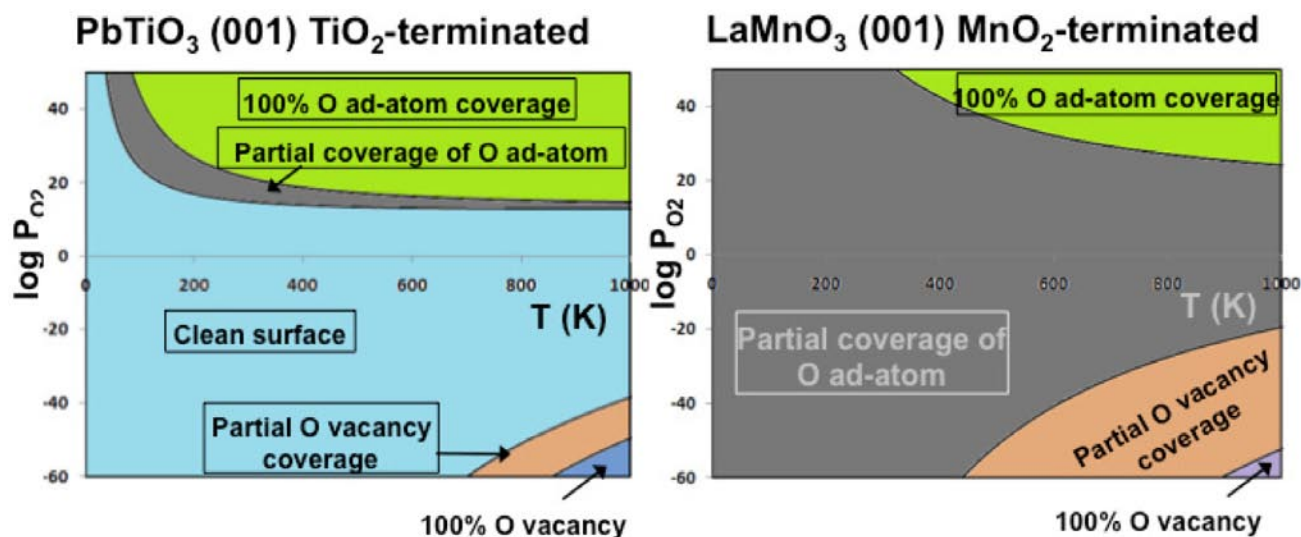 PbTiO₃ (001) TiO₂-terminated
40
20
0
-20
-40
-60
log P_O2
0
200
400
600
800
1000
T (K)
100% O ad-atom coverage
Partial coverage of O ad-atom
Clean surface
Partial O vacancy
coverage
100% O vacancy
LaMnO₃ (001) MnO₂-terminated
40
20
0
-20
-40
-60
log P_O2
0
200
400
600
800
1000
T (K)
100% O ad-atom coverage
Partial coverage of
O ad-atom
Partial O vacancy
coverage
100% O vacancy